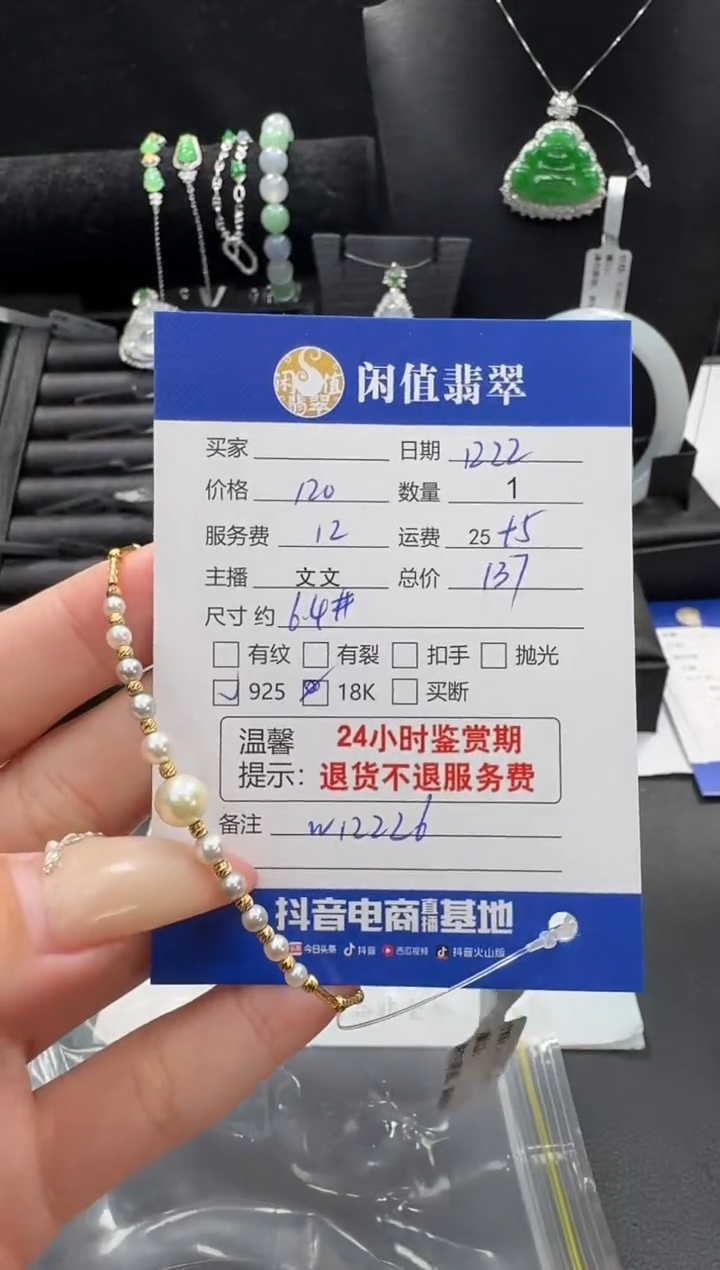 闲值翡翠
闲值翡翠
买家 日期 1222
价格 120 数量 1
服务费 12 运费 25+5
主播 文文 总价 137
尺寸 约 6.4#
有纹 有裂 扣手 抛光
925 18K 买断
温馨 24小时鉴赏期
提示: 退货不退服务费
备注 W12226
抖音电商直播基地
头条 今日头条 抖音 西瓜视频 抖音火山版